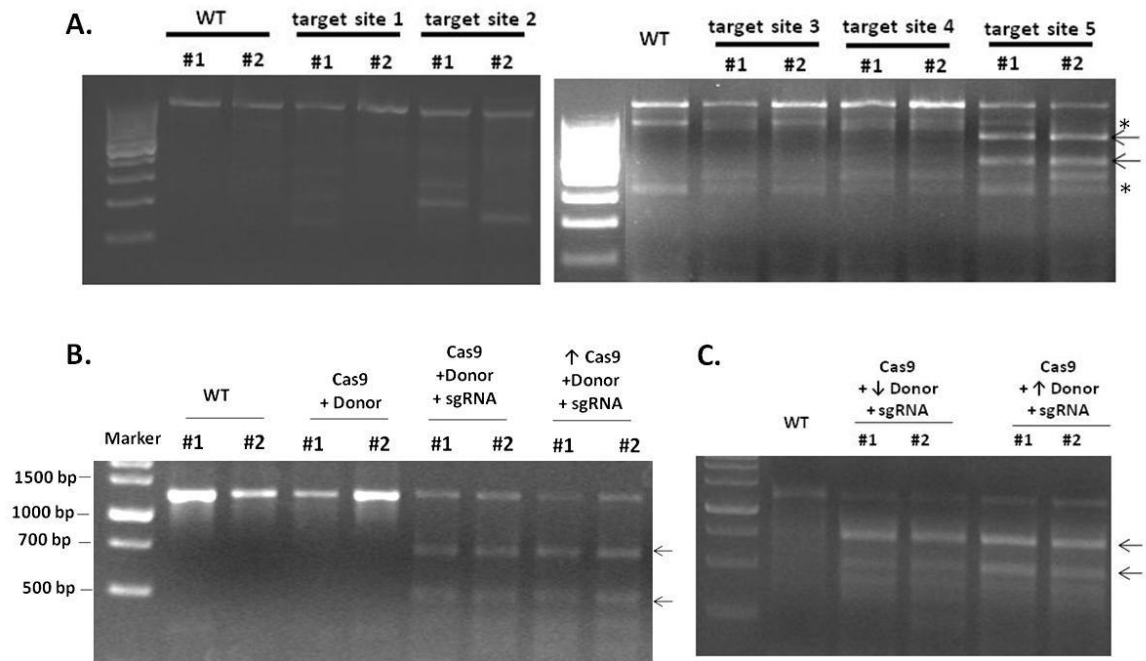 A.
WT target site 1 target site 2
#1 #2 #1 #2 #1 #2
WT target site 3 target site 4 target site 5
#1 #2 #1 #2 #1 #2
*
*
B.
Marker
WT
Cas9
+ Donor
Cas9
+Donor
+ sgRNA
↑ Cas9
+Donor
+ sgRNA
#1 #2 #1 #2 #1 #2 #1 #2
1500 bp
1000 bp
700 bp
500 bp
C.
WT
Cas9
+ ↓ Donor
+ sgRNA
Cas9
+ ↑ Donor
+ sgRNA
#1 #2 #1 #2